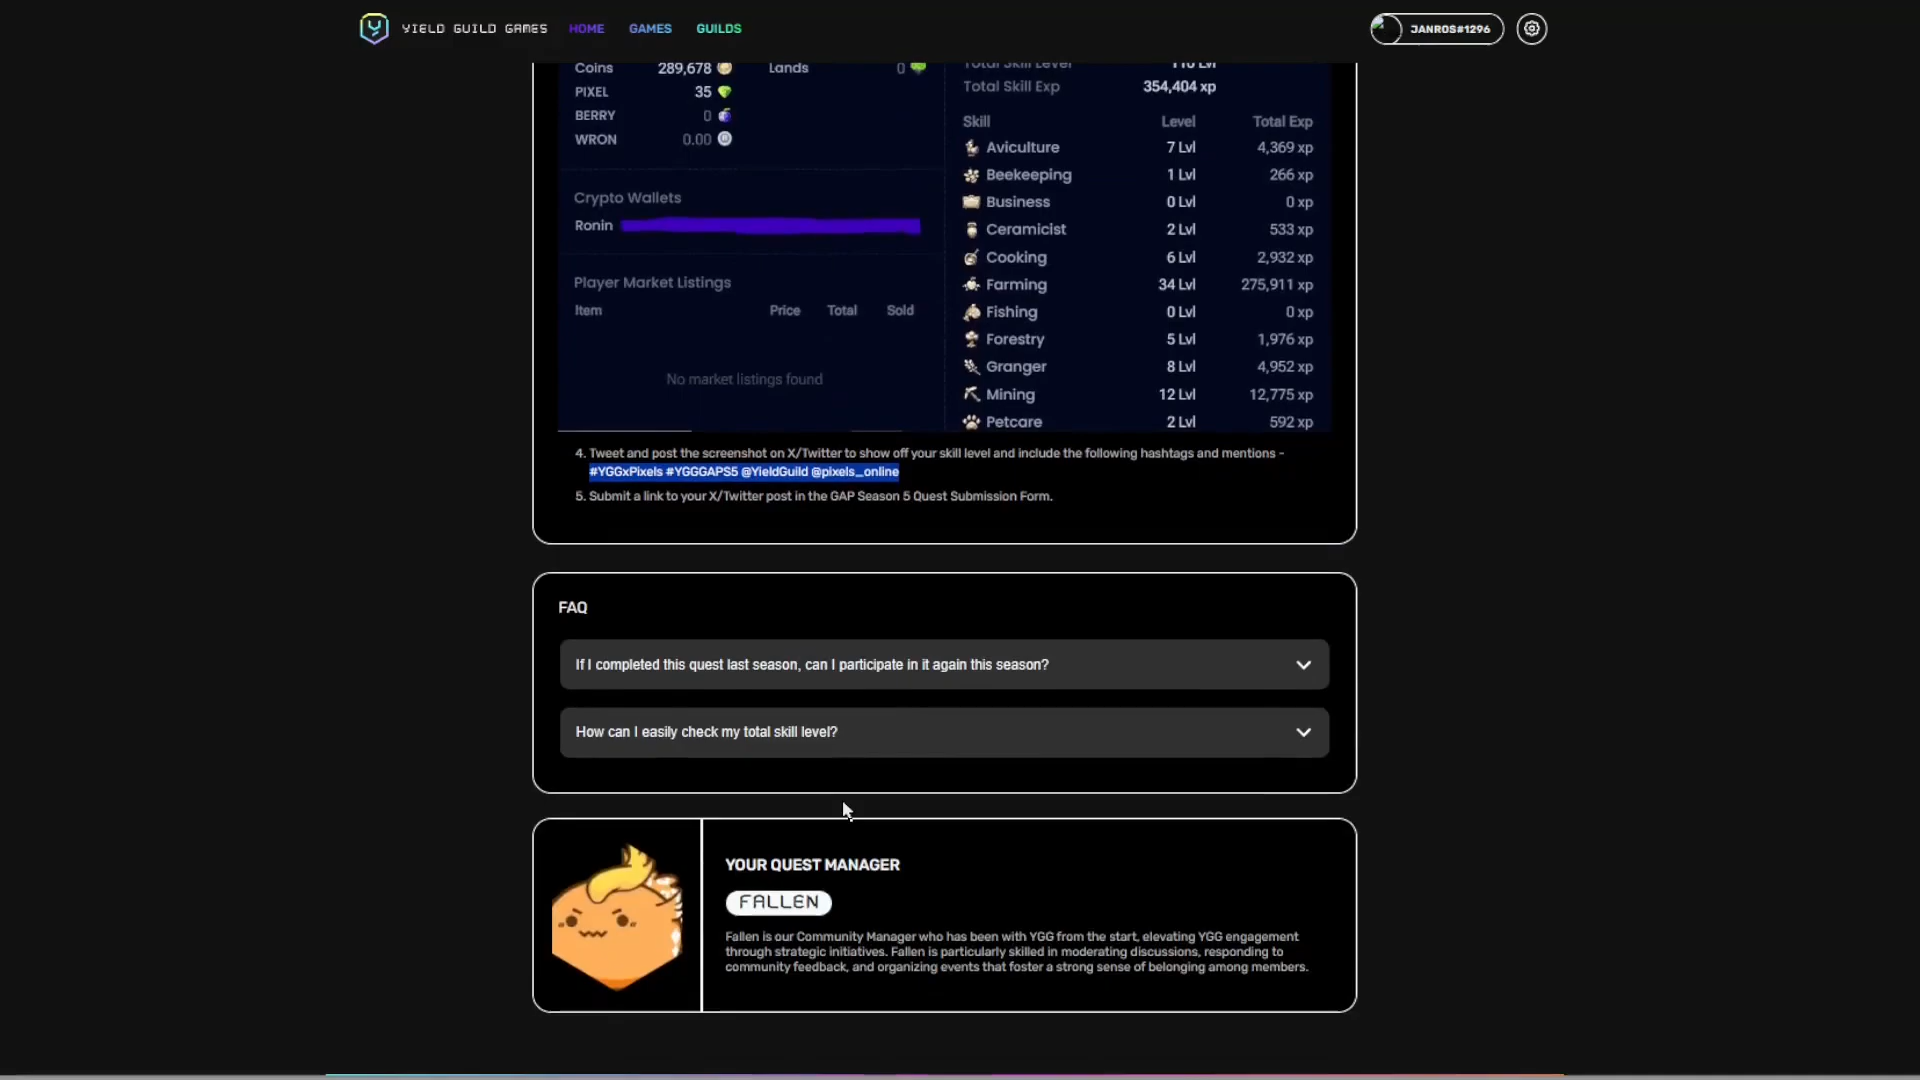 YIELD GUILD GAMES HOME GAMES GUILDS JANROS#1296
Coins 289,678 Lands 0
PIXEL 35
BERRY 0
WRON 0.00
Crypto Wallets
Ronin
Player Market Listings
Item Price Total Sold
No market listings found
Total Skill Level 110 Lvl
Total Skill Exp 354,404 xp
Skill Level Total Exp
Aviculture 7 Lvl 4,369 xp
Beekeeping 1 Lvl 266 xp
Business 0 Lvl 0 xp
Ceramicist 2 Lvl 533 xp
Cooking 6 Lvl 2,932 xp
Farming 34 Lvl 275,911 xp
Fishing 0 Lvl 0 xp
Forestry 5 Lvl 1,976 xp
Granger 8 Lvl 4,952 xp
Mining 12 Lvl 12,775 xp
Petcare 2 Lvl 592 xp
4. Tweet and post the screenshot on X/Twitter to show off your skill level and include the following hashtags and mentions -
#YGGxPixels #YGGGAPS5 @YieldGuild @pixels_online
5. Submit a link to your X/Twitter post in the GAP Season 5 Quest Submission Form.
FAQ
If I completed this quest last season, can I participate in it again this season?
How can I easily check my total skill level?
YOUR QUEST MANAGER
FALLEN
Fallen is our Community Manager who has been with YGG from the start, elevating YGG engagement
through strategic initiatives. Fallen is particularly skilled in moderating discussions, responding to
community feedback, and organizing events that foster a strong sense of belonging among members.